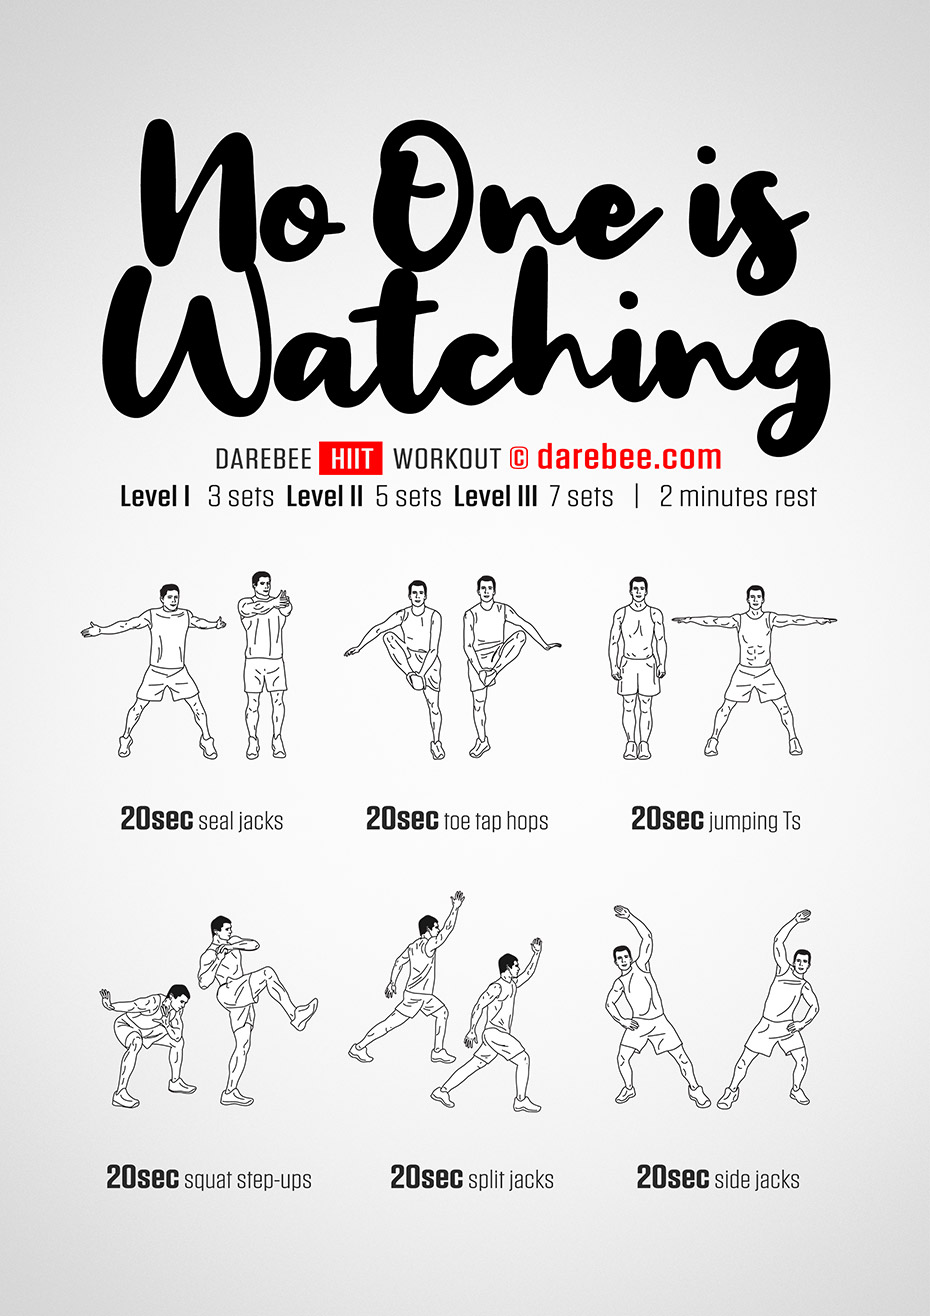 No One is
Watching
DAREBEE HIIT WORKOUT © darebee.com
Level I 3 sets Level II 5 sets Level III 7 sets | 2 minutes rest
20sec seal jacks
20sec toe tap hops
20sec jumping Ts
20sec squat step-ups
20sec split jacks
20sec side jacks